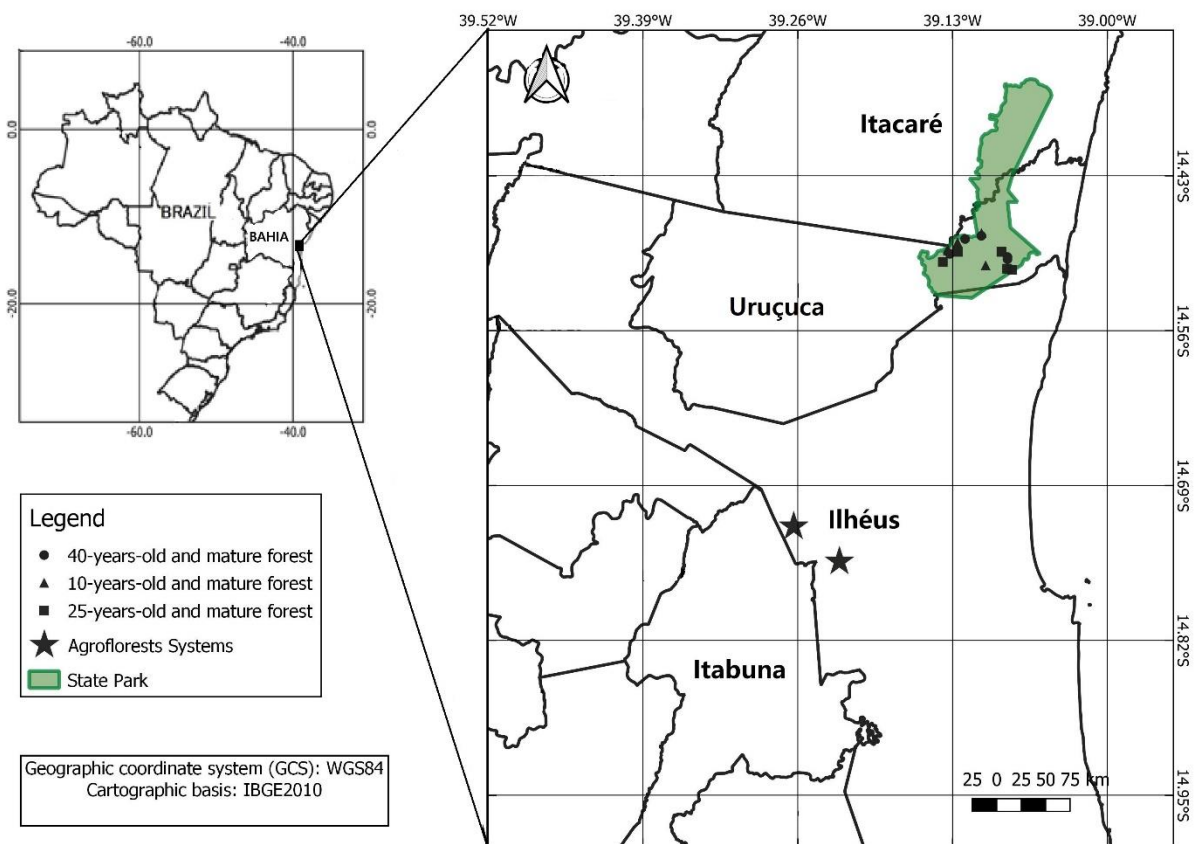 -60.0 -40.0
0.0 0.0
BRAZIL
BAHIA
-20.0 -20.0
-60.0 -40.0
Legend
40-years-old and mature forest
10-years-old and mature forest
25-years-old and mature forest
Agroflorests Systems
State Park
Geographic coordinate system (GCS): WGS84
Cartographic basis: IBGE2010
39.52°W 39.39°W 39.26°W 39.13°W 39.00°W
Itacaré
14.43°S
Uruçuca
14.56°S
14.69°S
Ilhéus
14.82°S
Itabuna
25 0 25 50 75 km
14.95°S